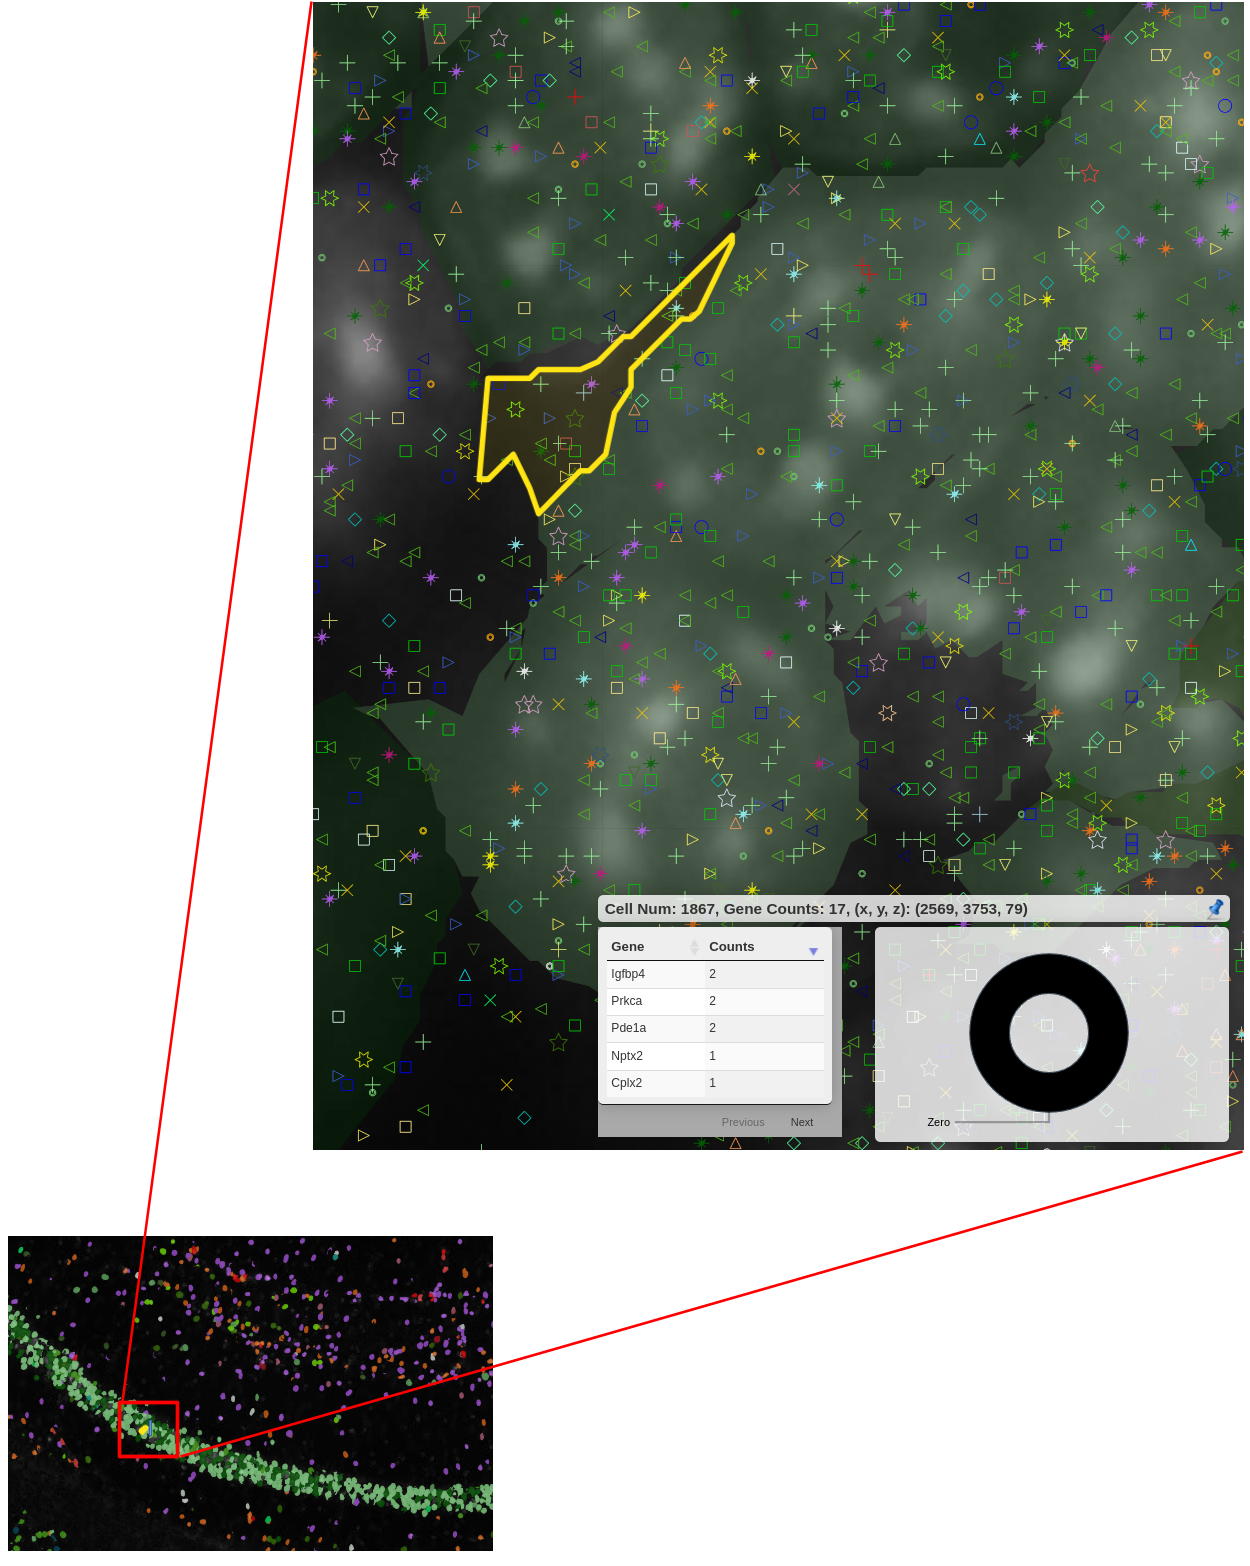 Cell Num: 1867, Gene Counts: 17, (x, y, z): (2569, 3753, 79)
Gene Counts
Igfbp4 2
Prkca 2
Pde1a 2
Nptx2 1
Cplx2 1
Previous Next
Zero